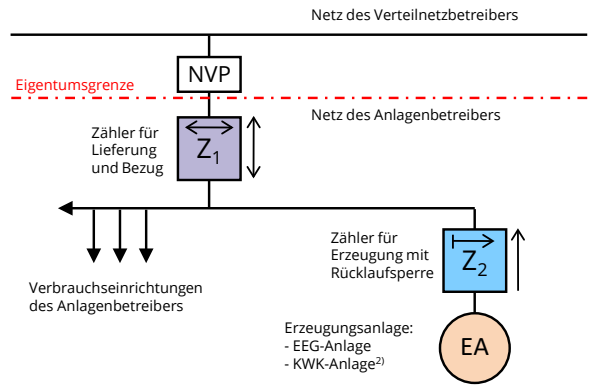 Netz des Verteilnetzbetreibers
NVP
Eigentumsgrenze
Netz des Anlagenbetreibers
Zähler für
Lieferung
und Bezug
Z₁
Zähler für
Erzeugung mit
Rücklaufsperre
Z₂
Verbrauchseinrichtungen
des Anlagenbetreibers
Erzeugungsanlage:
- EEG-Anlage
- KWK-Anlage²⁾
EA